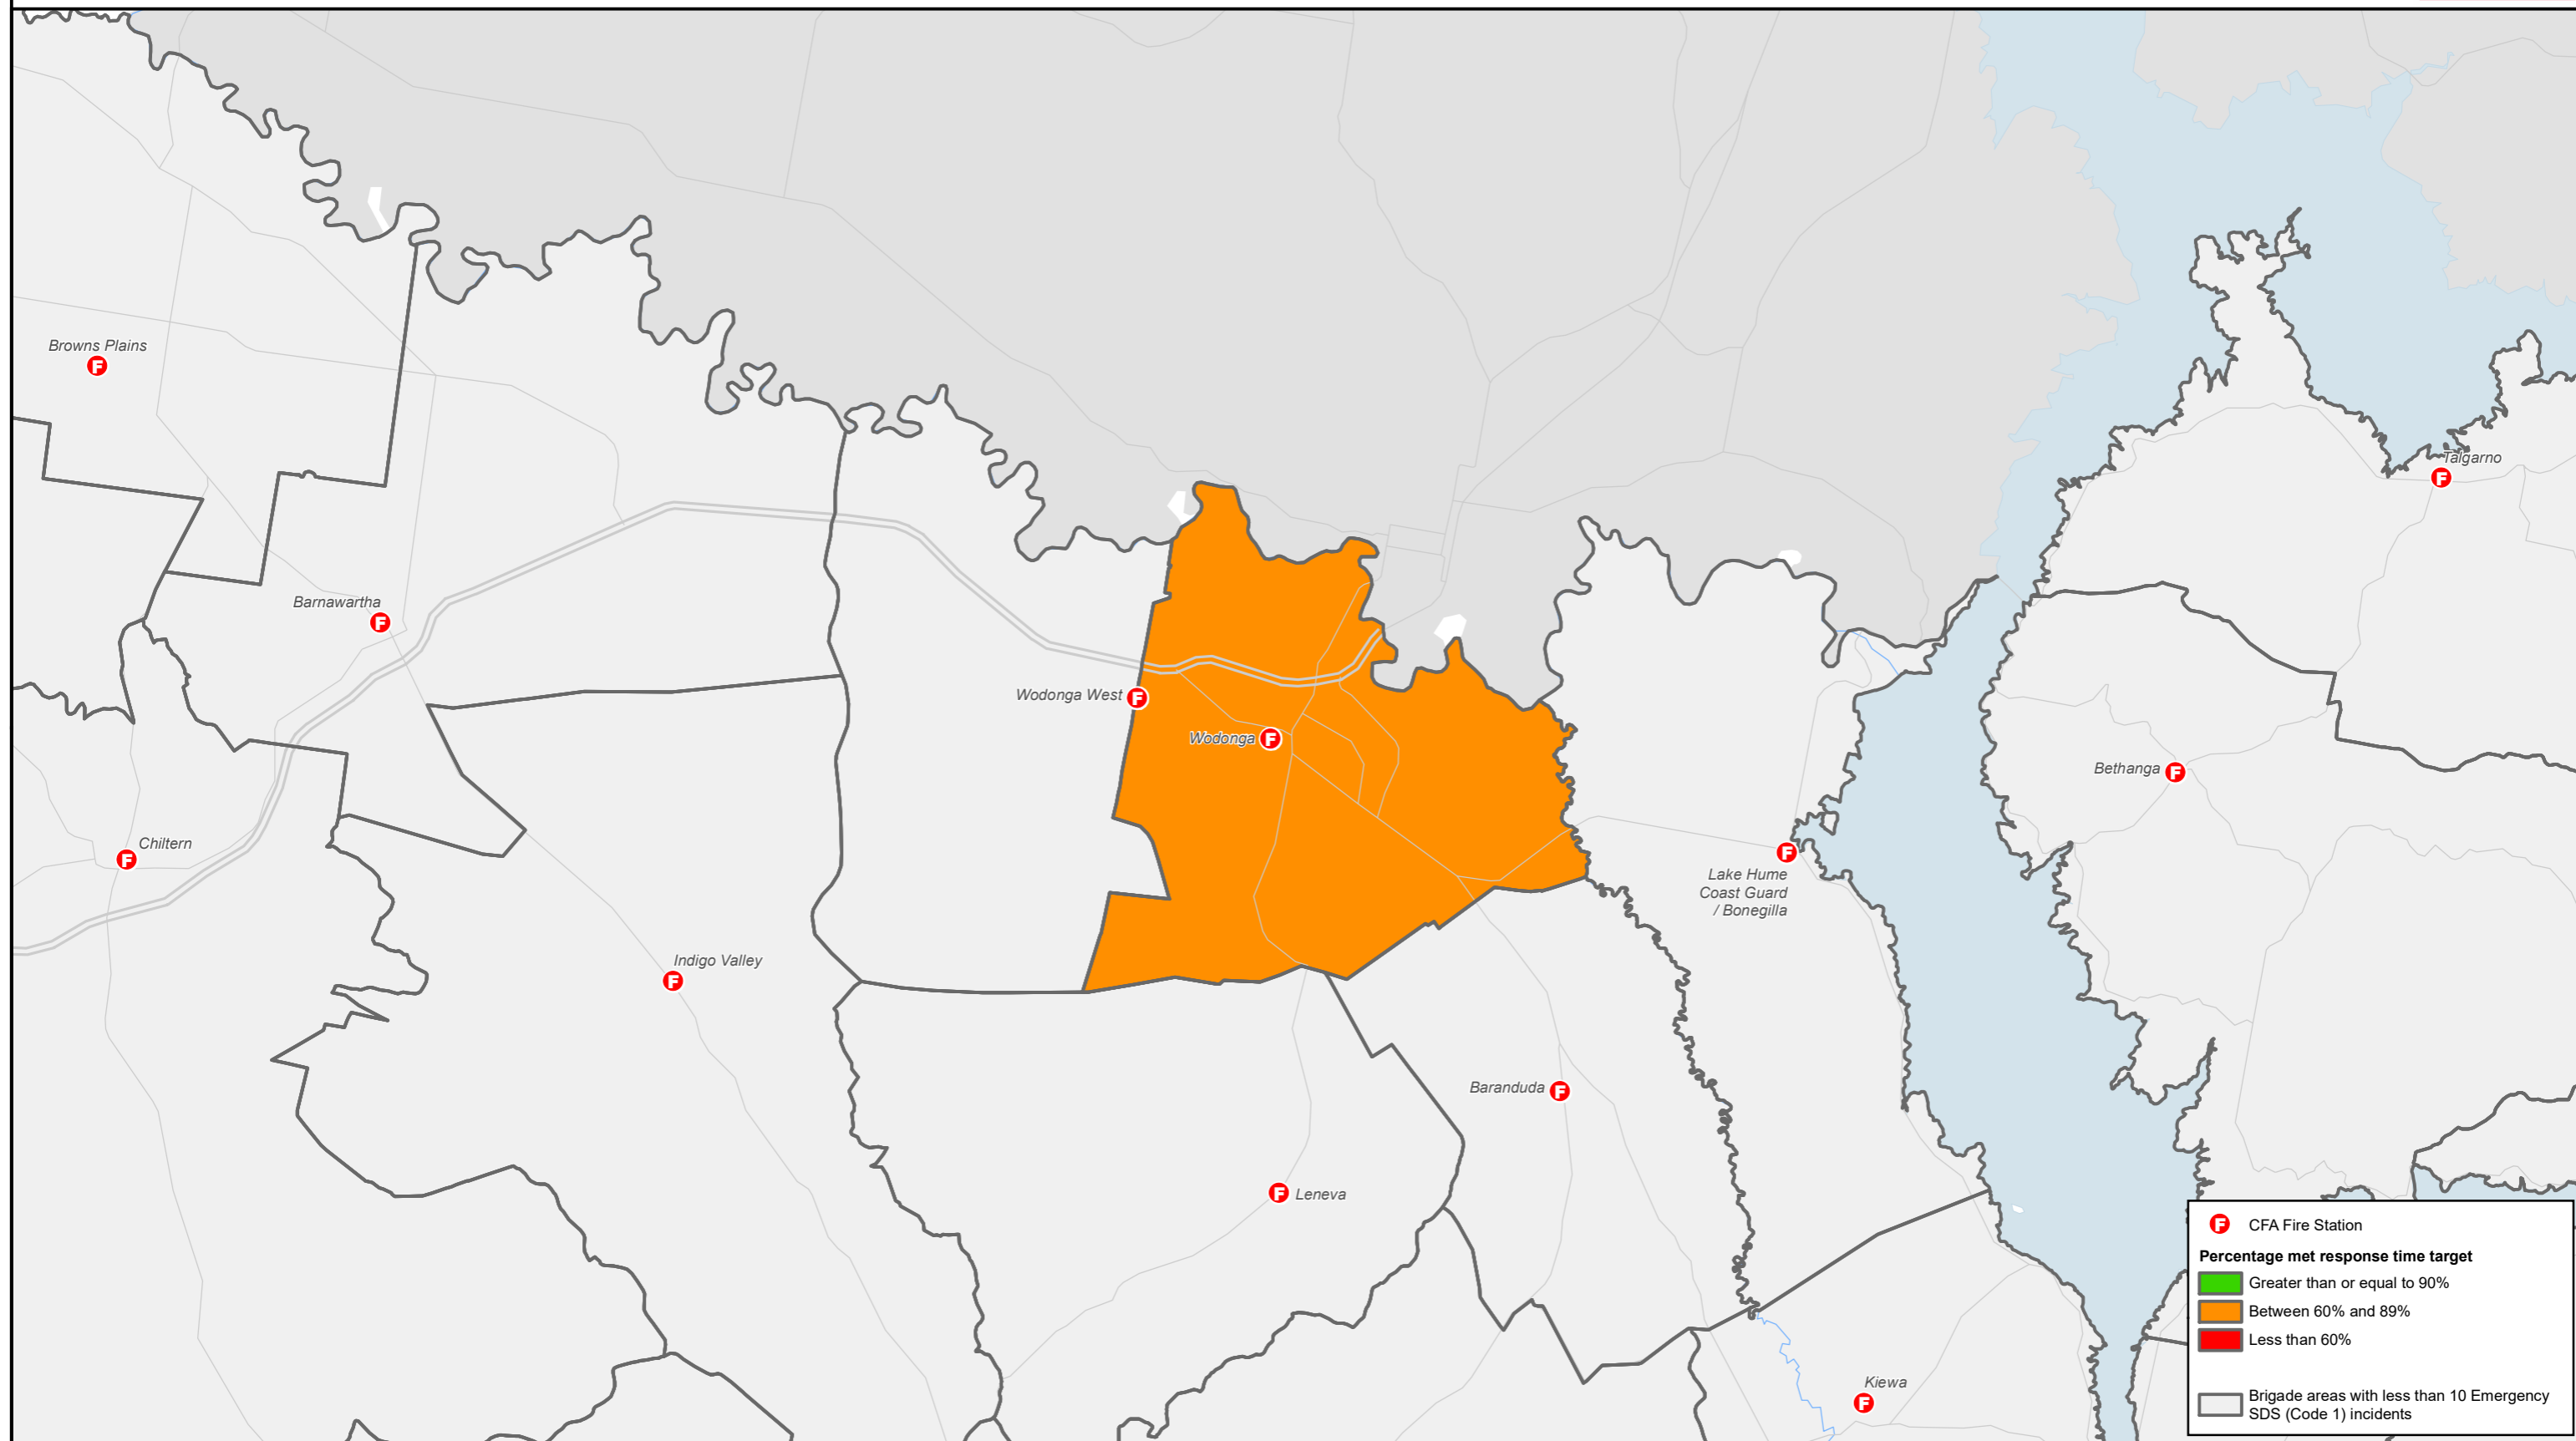 Browns Plains
F
Talgarno
F
Barnawartha
F
Wodonga West F
Wodonga F
Bethanga F
Chiltern
F
F
Lake Hume
Coast Guard
/ Bonegilla
Indigo Valley
F
Baranduda F
F Leneva
Kiewa
F
F CFA Fire Station
Percentage met response time target
Greater than or equal to 90%
Between 60% and 89%
Less than 60%
Brigade areas with less than 10 Emergency
SDS (Code 1) incidents